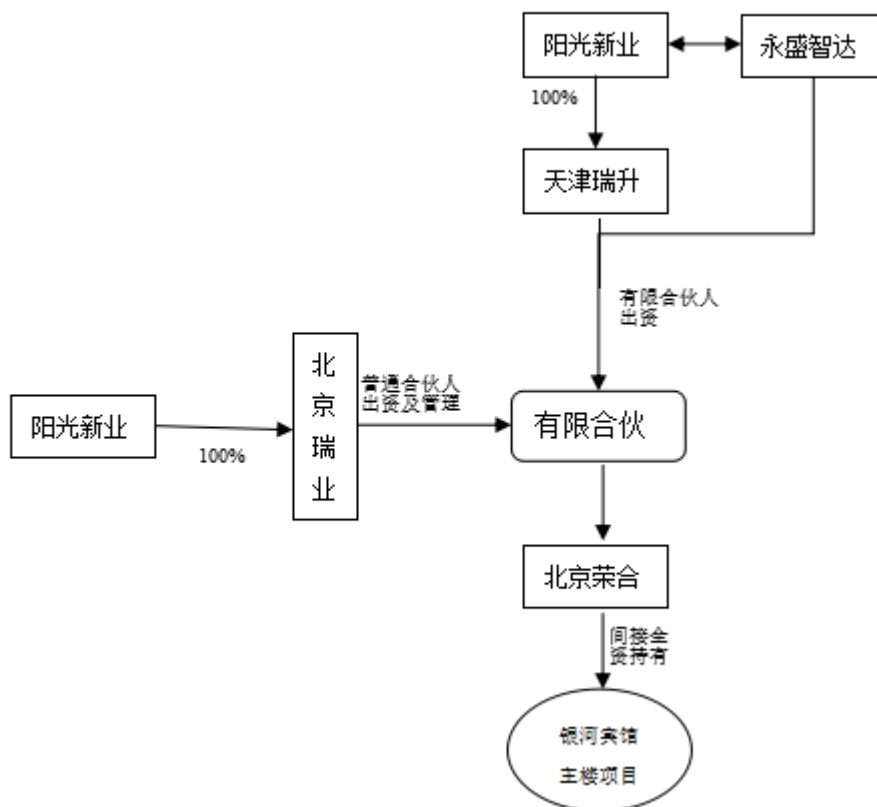 阳光新业
永盛智达
100%
天津瑞升
有限合伙人
出资
北
京
瑞
业
普通合伙人
出资及管理
阳光新业
100%
有限合伙
北京荣合
间接全
资持有
银河宾馆
主楼项目